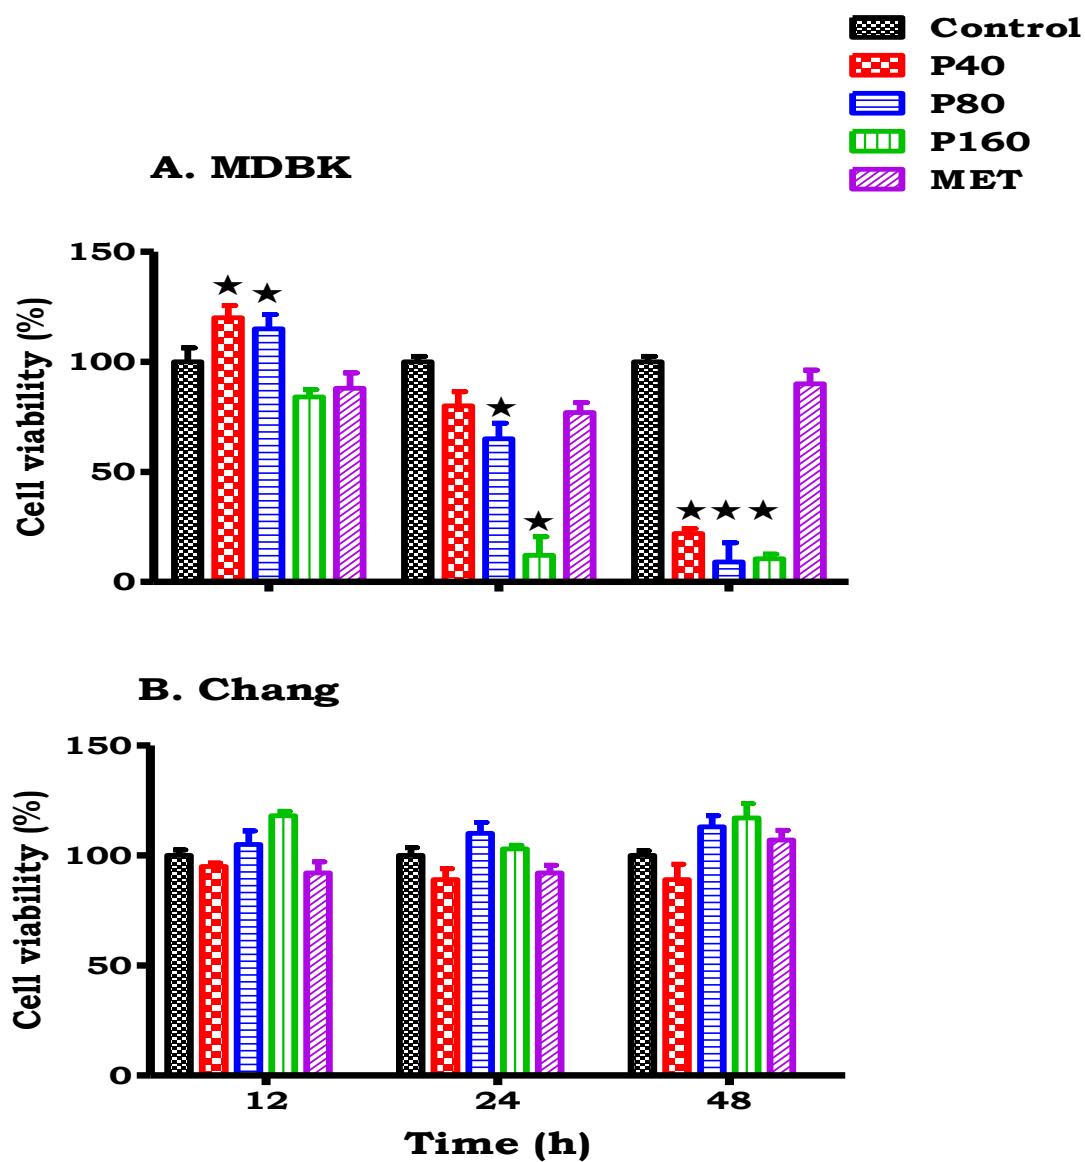 Control
P40
P80
P160
MET
A. MDBK
150
100
50
0
Cell viability (%)
B. Chang
150
100
50
0
Cell viability (%)
12 24 48
Time (h)